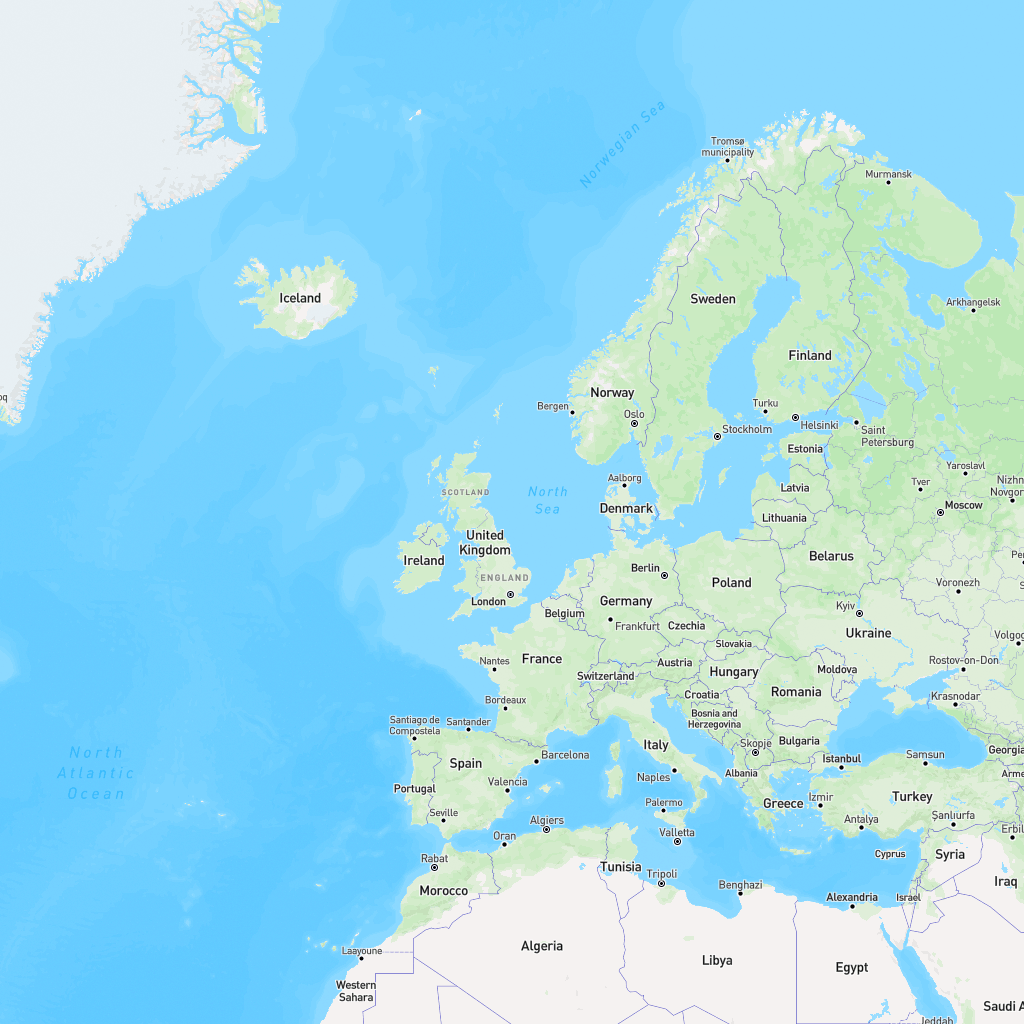 Norwegian Sea
Tromsø
municipality
Murmansk
Iceland
Sweden
Arkhangelsk
Finland
oq
Norway
Bergen
Oslo
Turku
Helsinki
Stockholm
Saint
Petersburg
Estonia
Yaroslavl
Tver
Nizhn
Novgor
Moscow
SCOTLAND
North
Sea
Aalborg
Denmark
Latvia
Lithuania
United
Kingdom
Ireland
ENGLAND
London
Belarus
Berlin
Poland
Voronezh
Pen
S
Germany
Belgium
Frankfurt
Czechia
Kyiv
Ukraine
Volgog
Slovakia
France
Nantes
Austria
Switzerland
Hungary
Moldova
Rostov-on-Don
Croatia
Romania
Krasnodar
Bordeaux
Bosnia and
Herzegovina
Santiago de
Compostela
Santander
Italy
Skopje
Bulgaria
Georgia
North
Atlantic
Ocean
Spain
Barcelona
Naples
Albania
Istanbul
Samsun
Arme
Portugal
Valencia
Palermo
Greece
Izmir
Turkey
Seville
Algiers
Valletta
Antalya
Şanlıurfa
Erbil
Oran
Rabat
Tunisia
Tripoli
Cyprus
Syria
Morocco
Benghazi
Alexandria
Israel
Iraq
Laayoune
Algeria
Libya
Egypt
Western
Sahara
Saudi A
Jeddah